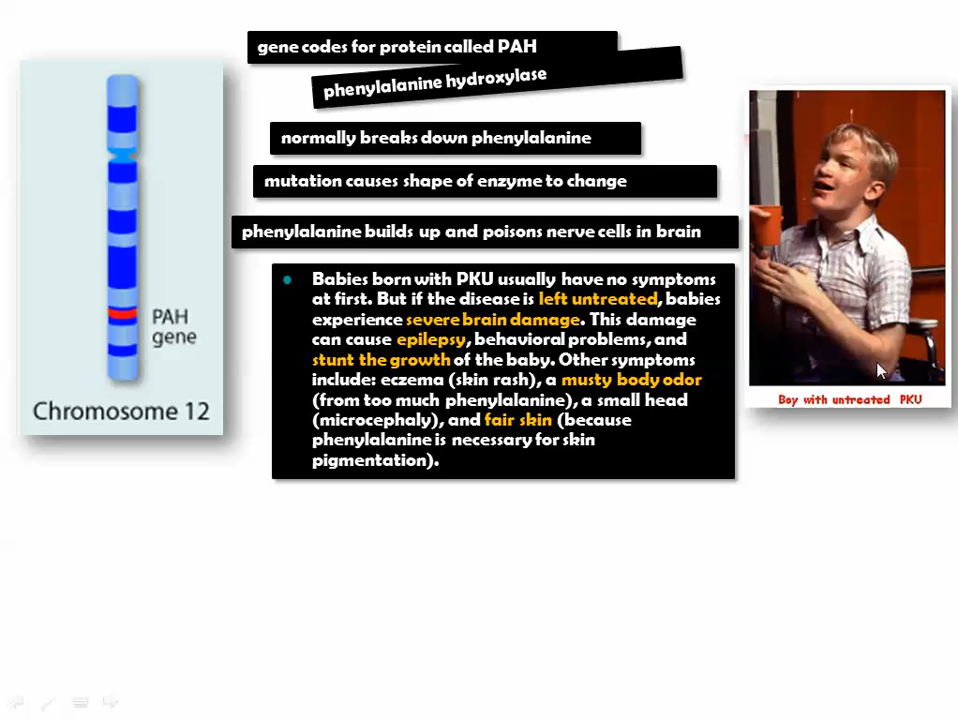 gene codes for protein called PAH
phenylalanine hydroxylase
normally breaks down phenylalanine
mutation causes shape of enzyme to change
phenylalanine builds up and poisons nerve cells in brain
Babies born with PKU usually have no symptoms
at first. But if the disease is left untreated, babies
experience severe brain damage. This damage
can cause epilepsy, behavioral problems, and
stunt the growth of the baby. Other symptoms
include: eczema (skin rash), a musty body odor
(from too much phenylalanine), a small head
(microcephaly), and fair skin (because
phenylalanine is necessary for skin
pigmentation).
PAH
gene
Chromosome 12
Boy with untreated PKU